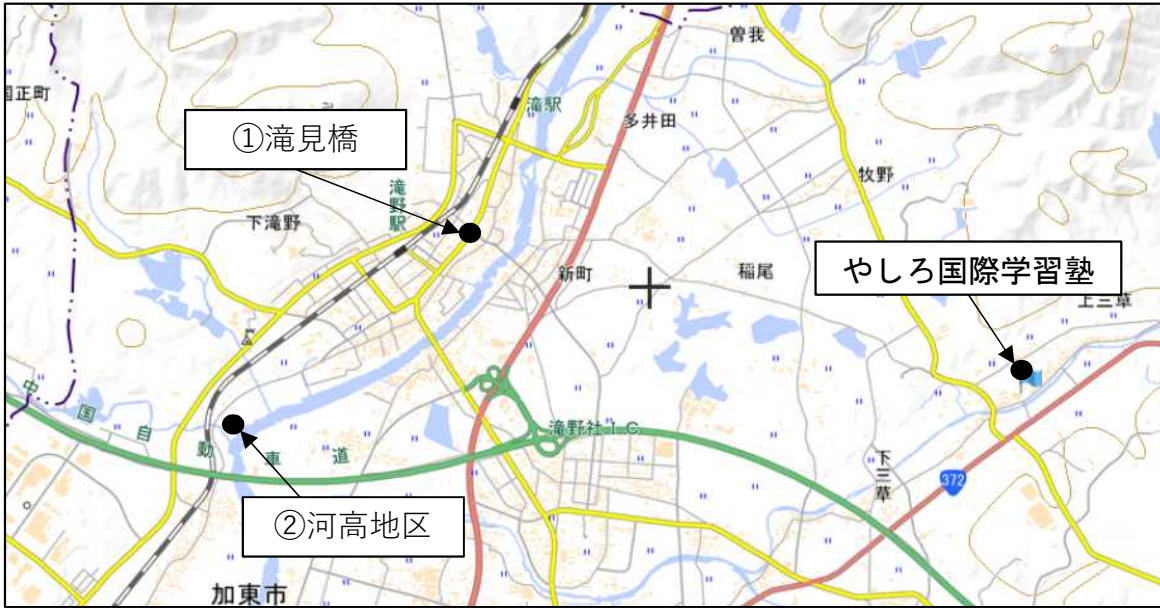 曽我
国正町
滝駅
多井田
①滝見橋
牧野
滝野駅
下滝野
新町
稲尾
やしろ国際学習塾
上三草
中国自動車道
滝野社IC
下三草
372
②河高地区
加東市